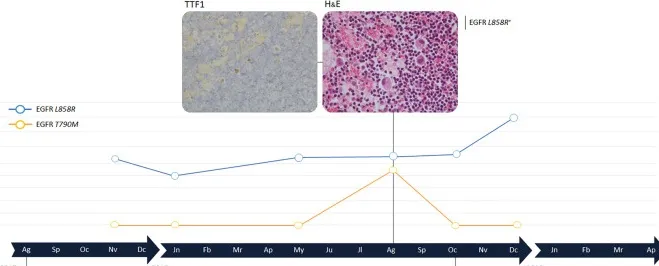 TTF1 H&E
EGFR L858R+
EGFR L858R
EGFR T790M
Ag Sp Oc Nv Dc Jn Fb Mr Ap My Ju Jl Ag Sp Oc Nv Dc Jn Fb Mr Ap